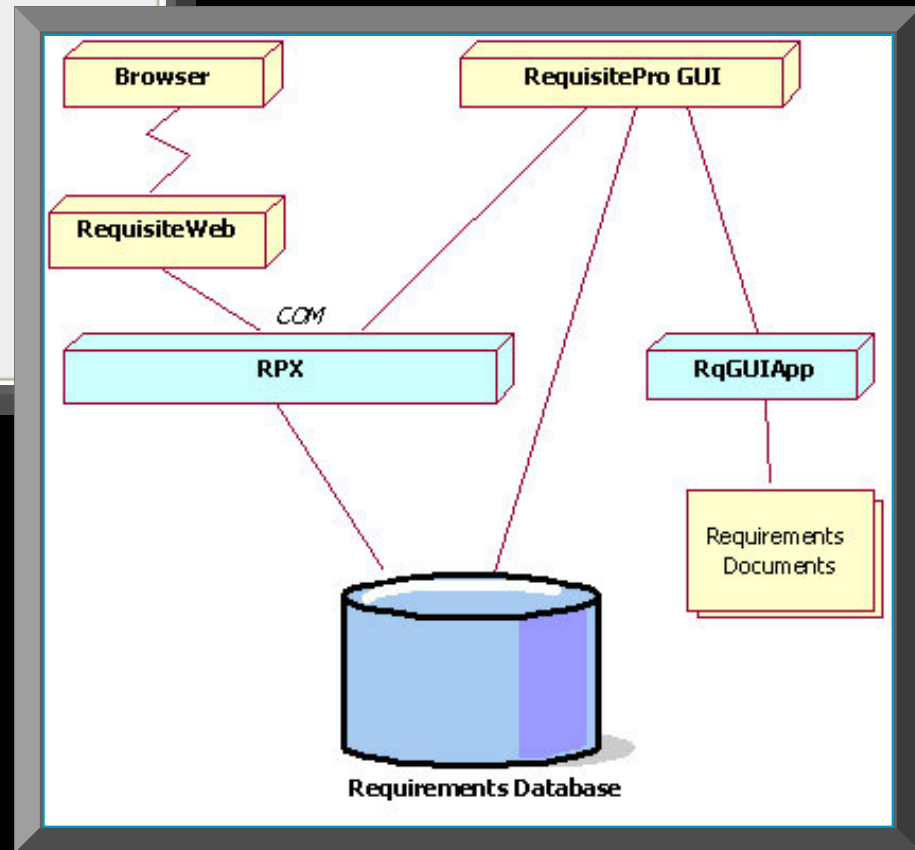 Browser
RequisitePro GUI
RequisiteWeb
COM
RPX
RqGUIApp
Requirements
Documents
Requirements Database